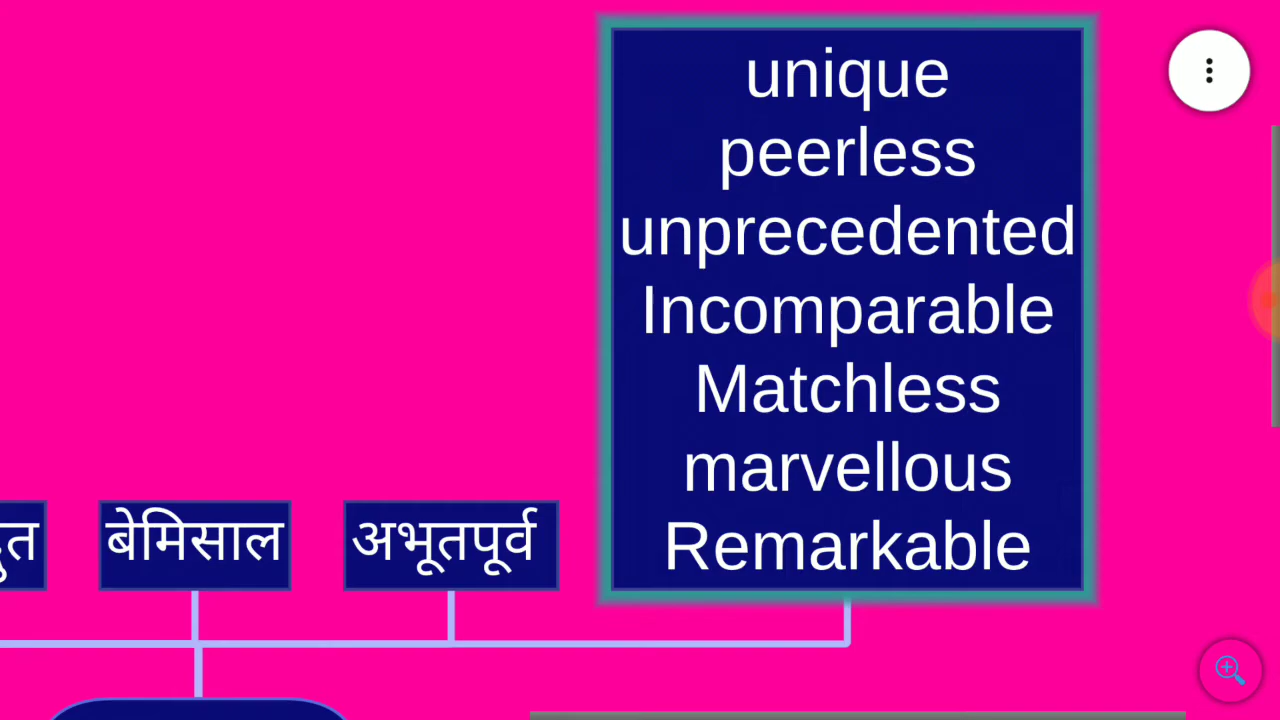 unique
peerless
unprecedented
Incomparable
Matchless
marvellous
Remarkable
बेमिसाल
अभूतपूर्व